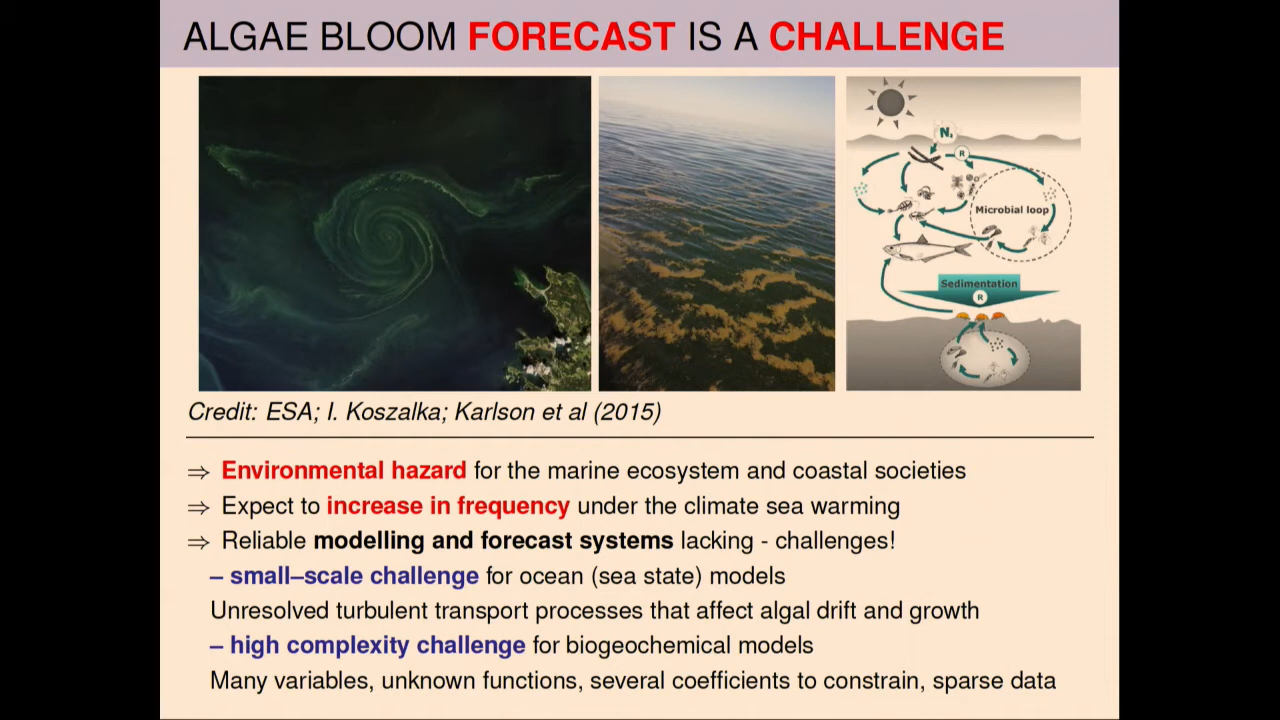 ALGAE BLOOM FORECAST IS A CHALLENGE
N₂
R
Microbial loop
Sedimentation
R
Credit: ESA; I. Koszalka; Karlson et al (2015)
⇒ Environmental hazard for the marine ecosystem and coastal societies
⇒ Expect to increase in frequency under the climate sea warming
⇒ Reliable modelling and forecast systems lacking - challenges!
– small–scale challenge for ocean (sea state) models
Unresolved turbulent transport processes that affect algal drift and growth
– high complexity challenge for biogeochemical models
Many variables, unknown functions, several coefficients to constrain, sparse data